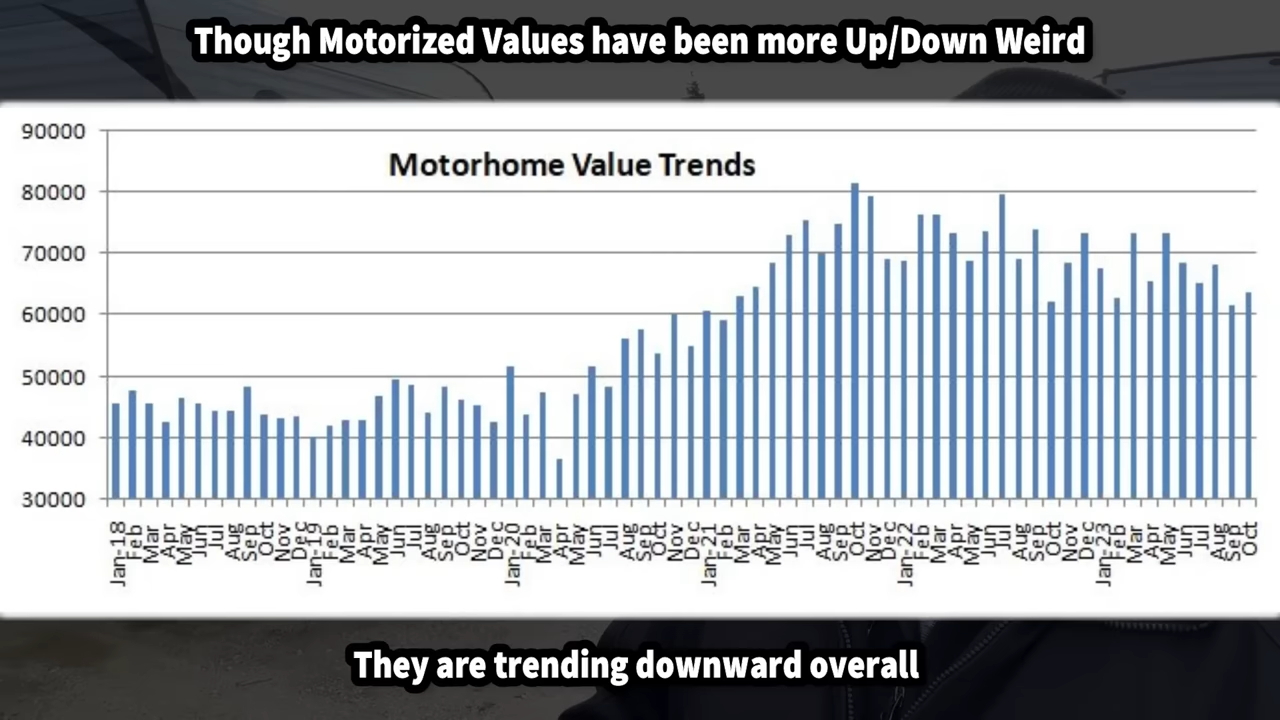 Though Motorized Values have been more Up/Down Weird
Motorhome Value Trends
90000
80000
70000
60000
50000
40000
30000
Jan-18 Feb Mar Apr May Jun Jul Aug Sep Oct Nov Dec Jan-19 Feb Mar Apr May Jun Jul Aug Sep Oct Nov Dec Jan-20 Feb Mar Apr May Jun Jul Aug Sep Oct Nov Dec Jan-21 Feb Mar Apr May Jun Jul Aug Sep Oct Nov Dec Jan-22 Feb Mar Apr May Jun Jul Aug Sep Oct Nov Dec Jan-23 Feb Mar Apr May Jun Jul Aug Sep Oct
They are trending downward overall